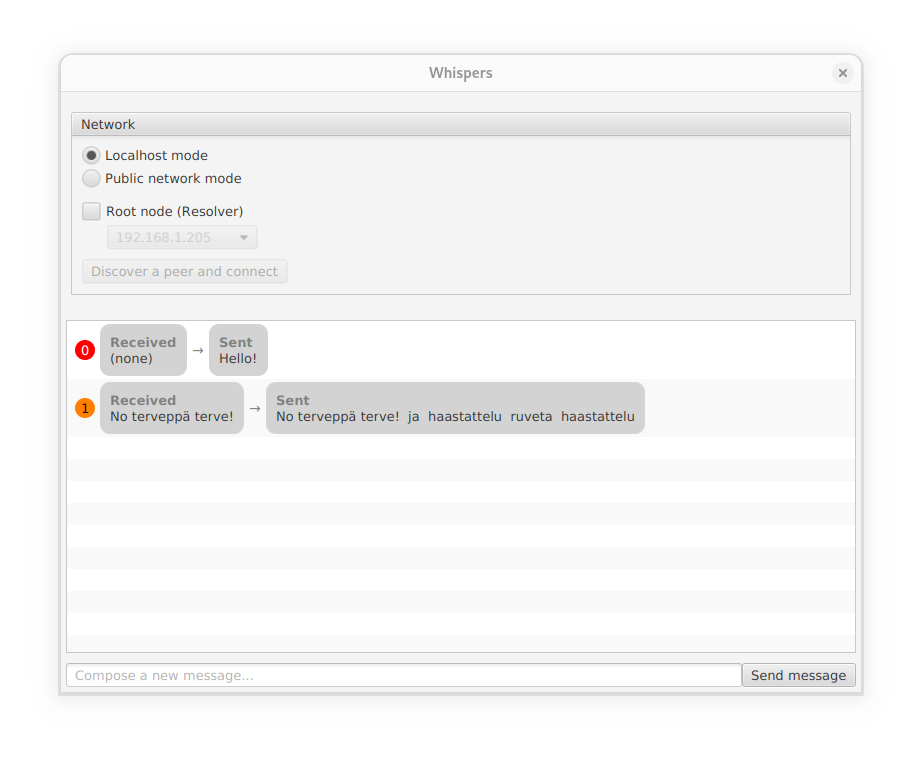 Whispers
Network
Localhost mode
Public network mode
Root node (Resolver)
192.168.1.205
Discover a peer and connect
0 Received → Sent
(none) Hello!
1 Received → Sent
No terveppä terve! No terveppä terve! ja haastattelu ruveta haastattelu
Compose a new message... Send message